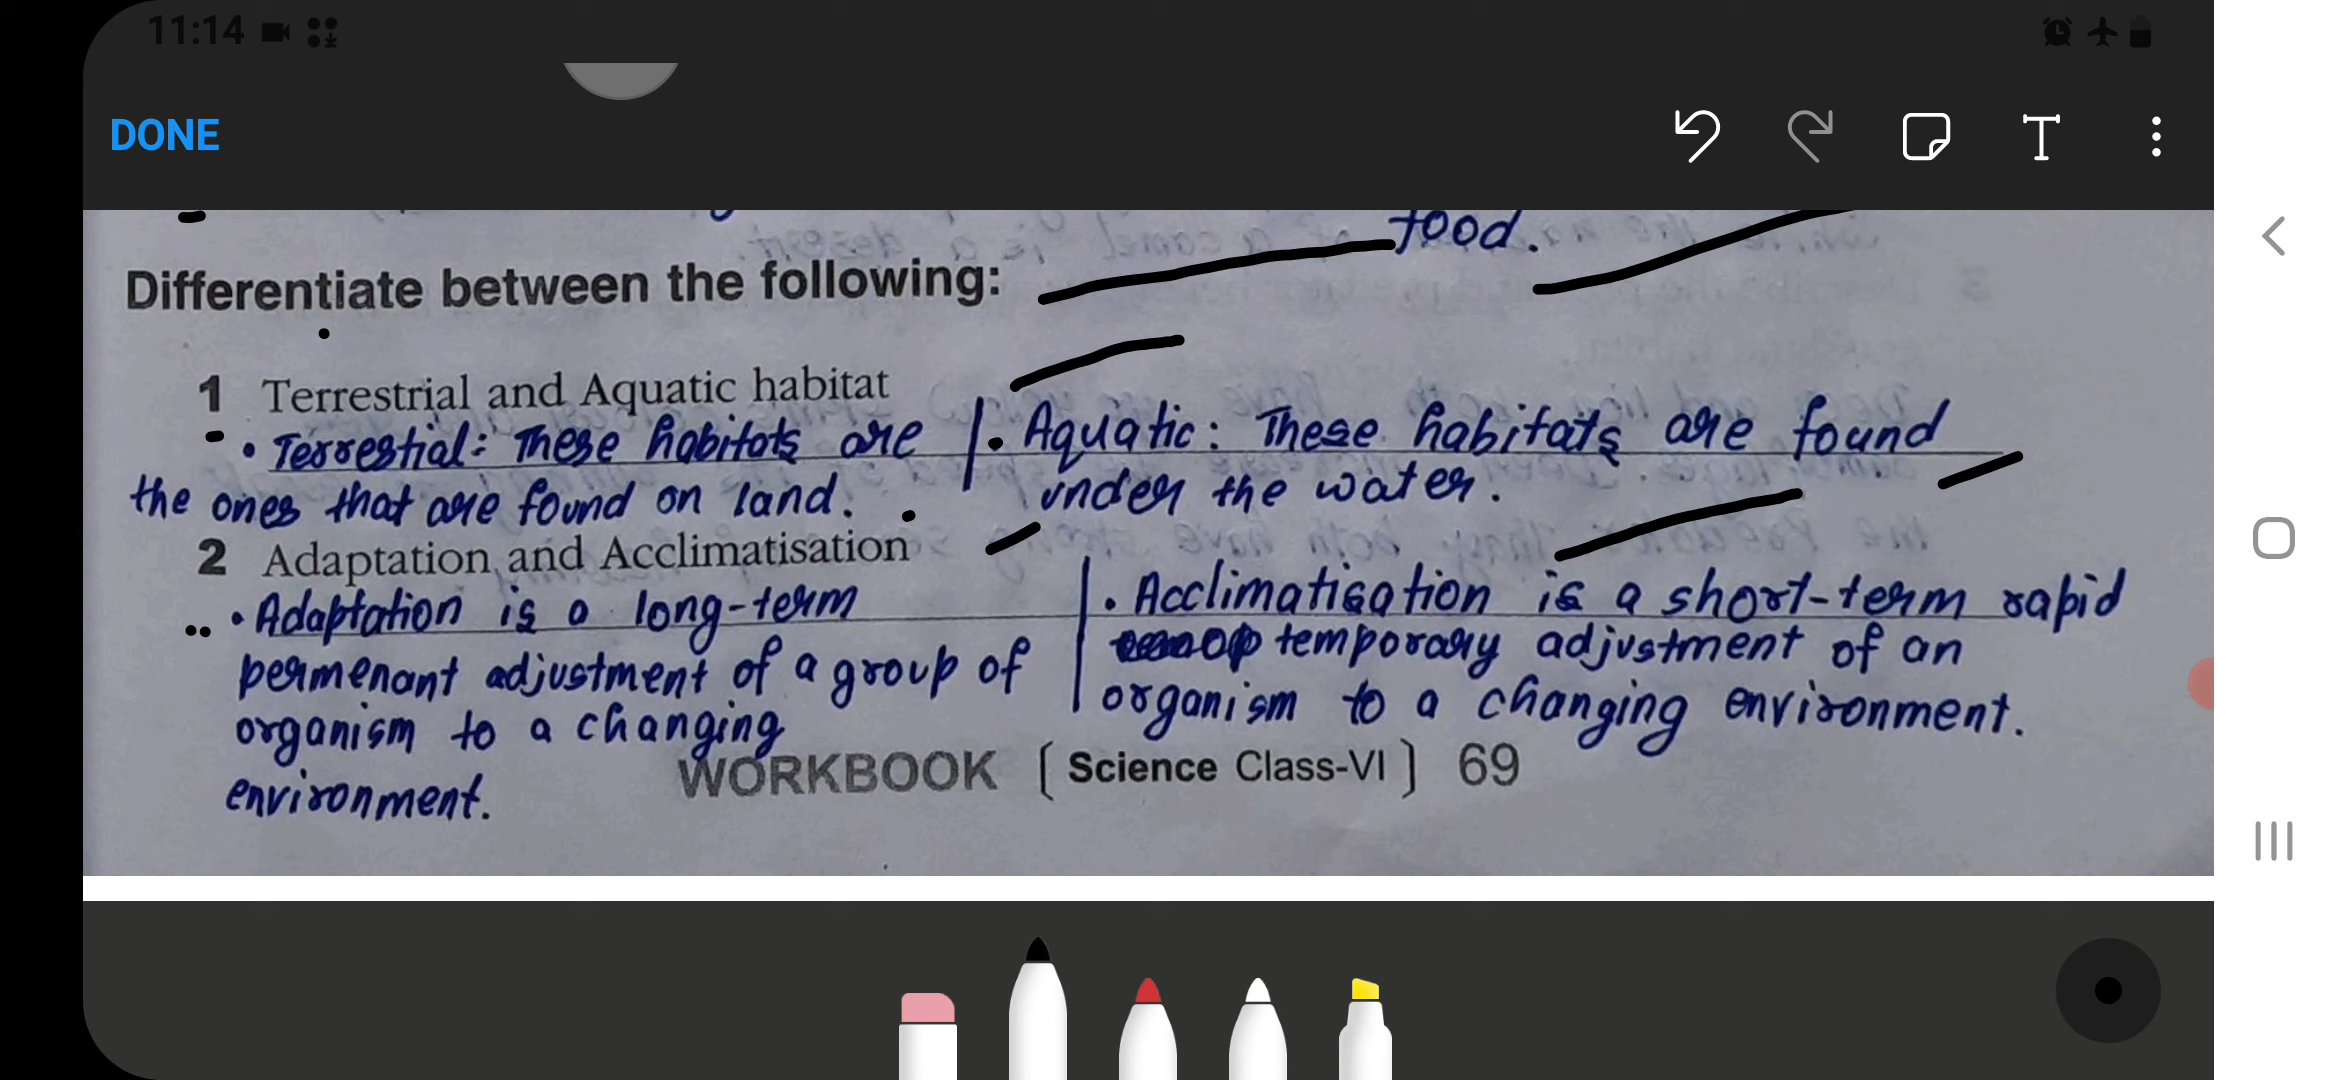 11:14
DONE
T
food.
Differentiate between the following:
1 Terrestrial and Aquatic habitat
• Terrestial: These habitats are | • Aquatic: These habitats are found
the ones that are found on land. under the water.
2 Adaptation and Acclimatisation
• Adaptation is a long-term | • Acclimatisation is a short-term rapid
permenant adjustment of a group of temporary adjustment of an
organism to a changing organism to a changing environment.
environment.
WORKBOOK [Science Class-VI] 69